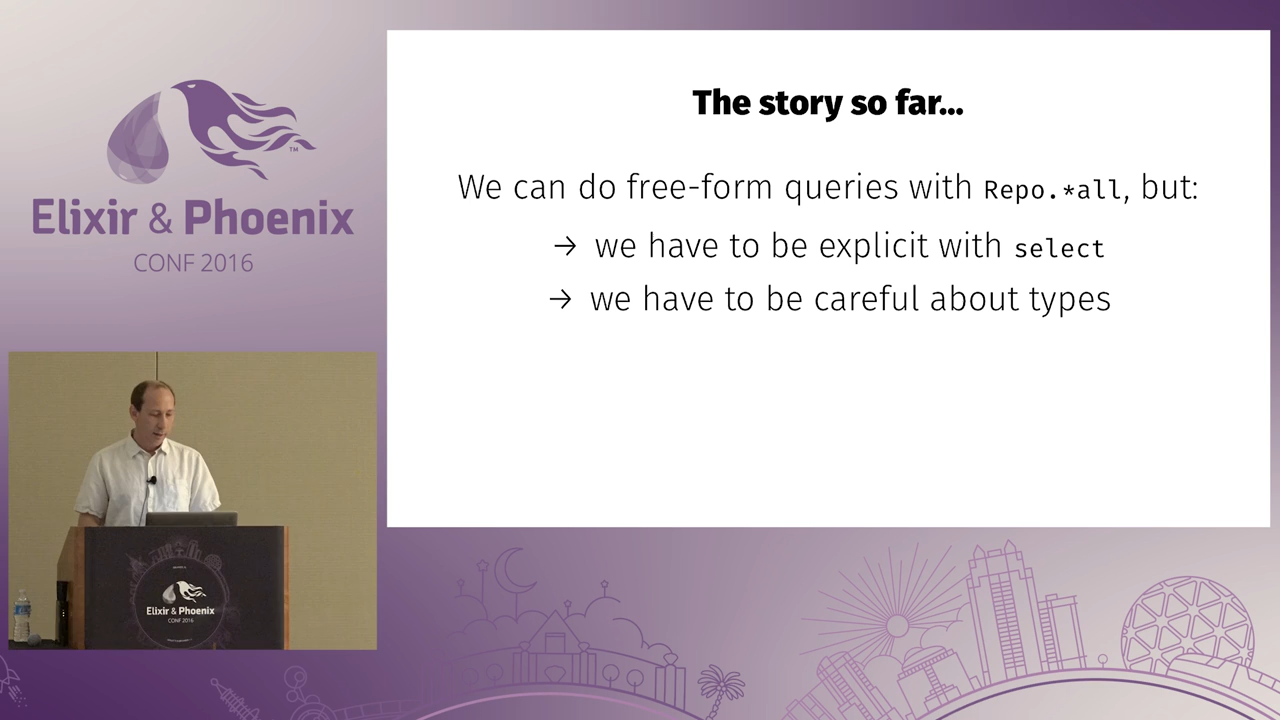 Elixir & Phoenix
CONF 2016
TM
The story so far...
We can do free-form queries with Repo.*all, but:
→ we have to be explicit with select
→ we have to be careful about types
Elixir & Phoenix
CONF 2016